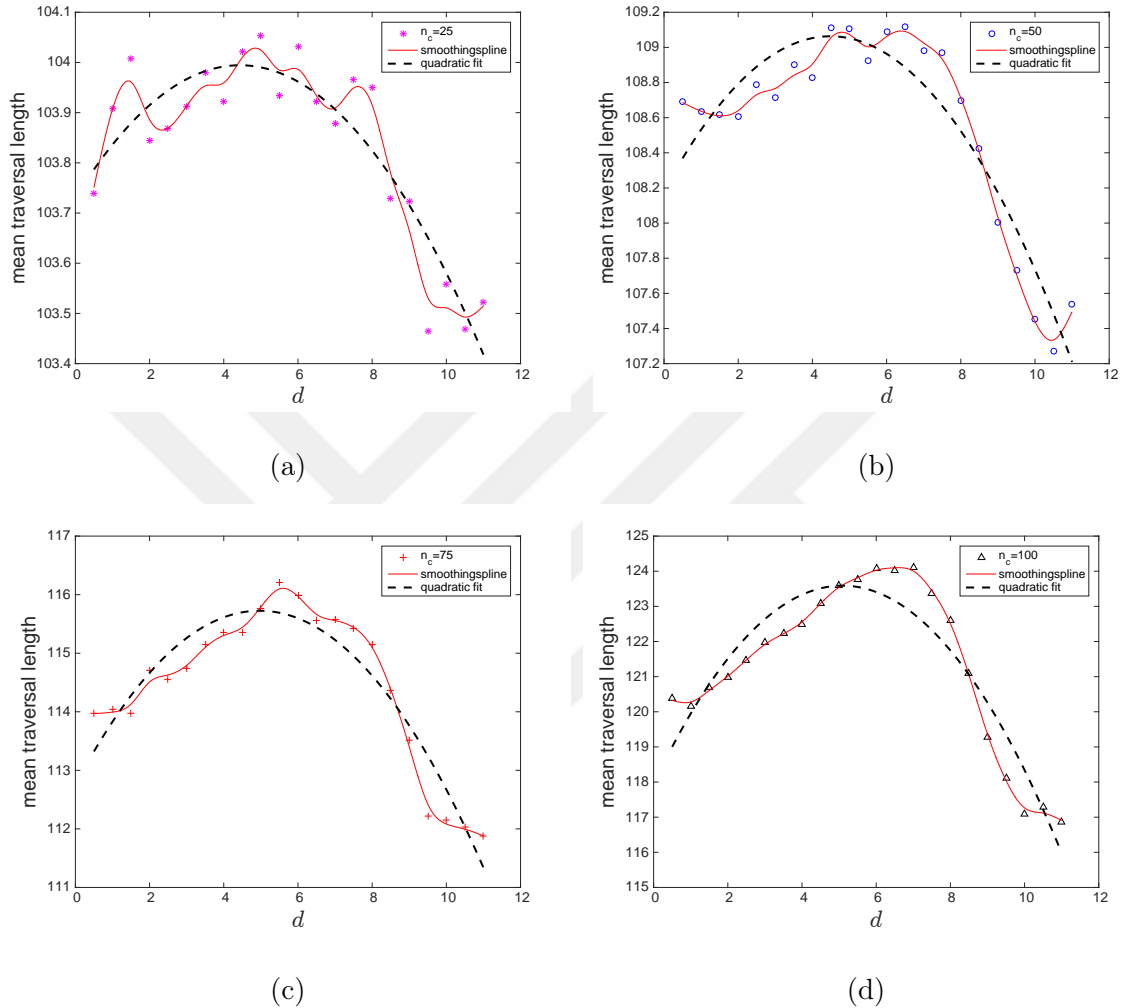 104.1
104
103.9
103.8
103.7
103.6
103.5
103.4
0 2 4 6 8 10 12
mean traversal length
d
n_c=25
smoothingspline
quadratic fit
(a)
109.2
109
108.8
108.6
108.4
108.2
108
107.8
107.6
107.4
107.2
0 2 4 6 8 10 12
mean traversal length
d
n_c=50
smoothingspline
quadratic fit
(b)
117
116
115
114
113
112
111
0 2 4 6 8 10 12
mean traversal length
d
n_c=75
smoothingspline
quadratic fit
(c)
125
124
123
122
121
120
119
118
117
116
115
0 2 4 6 8 10 12
mean traversal length
d
n_c=100
smoothingspline
quadratic fit
(d)